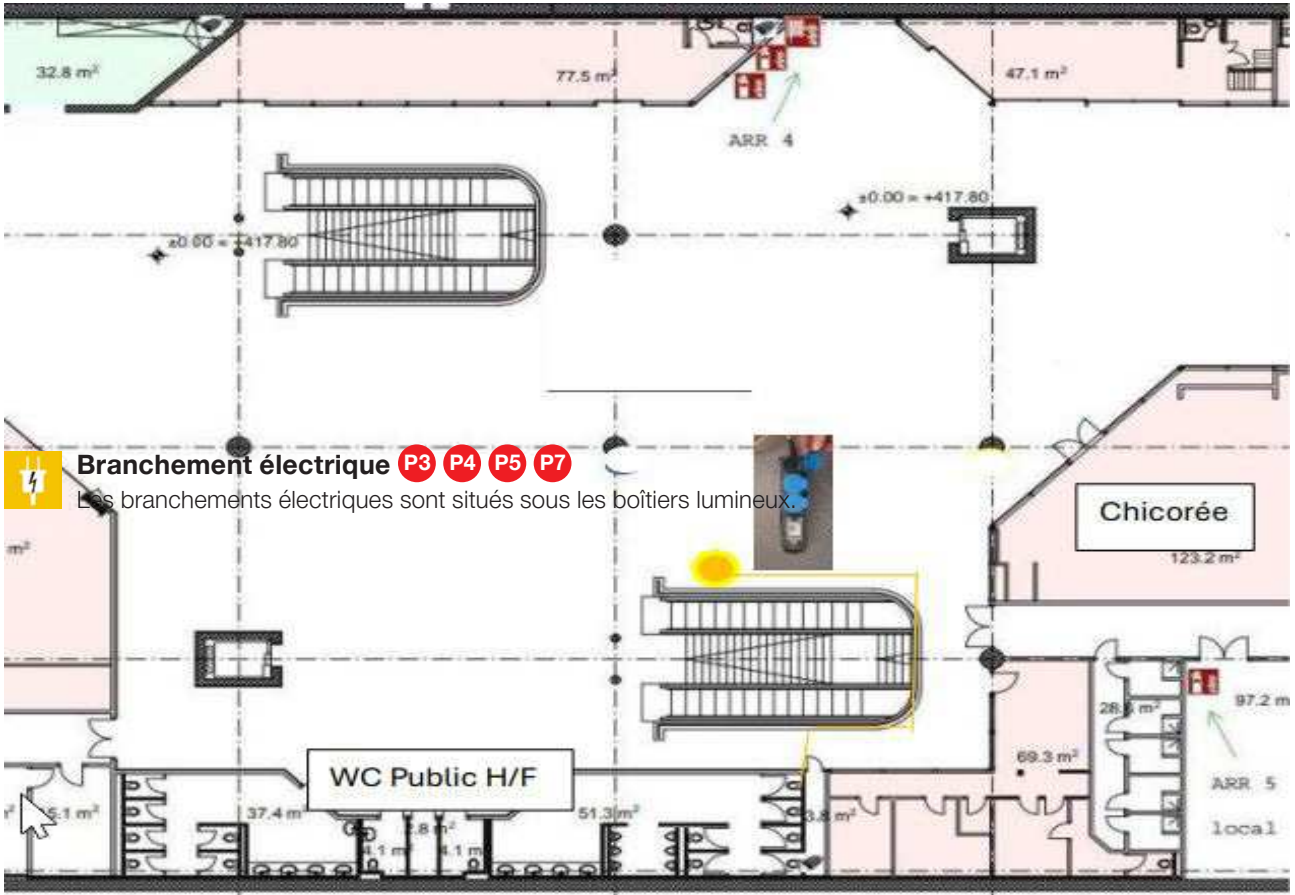 32.8 m²
77.5 m²
47.1 m²
ARR 4
±0.00 = +417.80
±0.00 = +417.80
Branchement électrique P3 P4 P5 P7
Les branchements électriques sont situés sous les boîtiers lumineux.
Chicorée
123.2 m²
m²
97.2 m
69.3 m²
ARR 5
local
WC Public H/F
5.1 m²
37.4 m²
2.8 m²
4.1 m
4.1 m
51.3 m²
3.8 m²